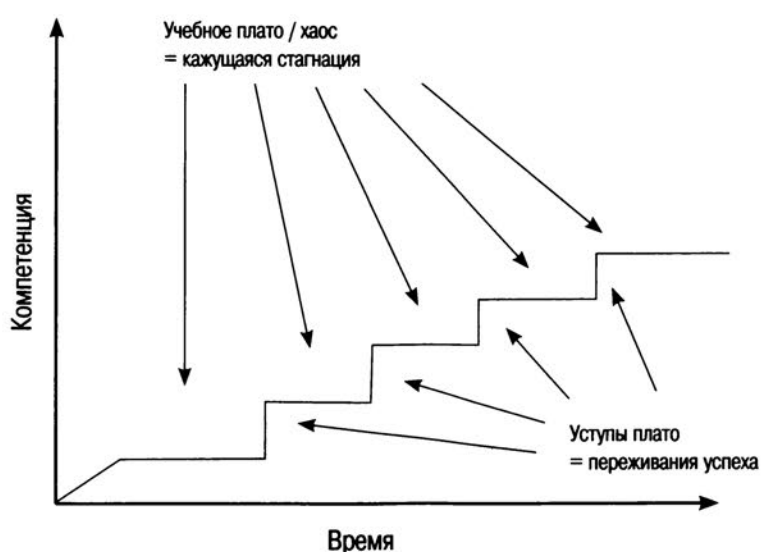 Учебное плато / хаос
= кажущаяся стагнация
Компетенция
Уступы плато
= переживания успеха
Время